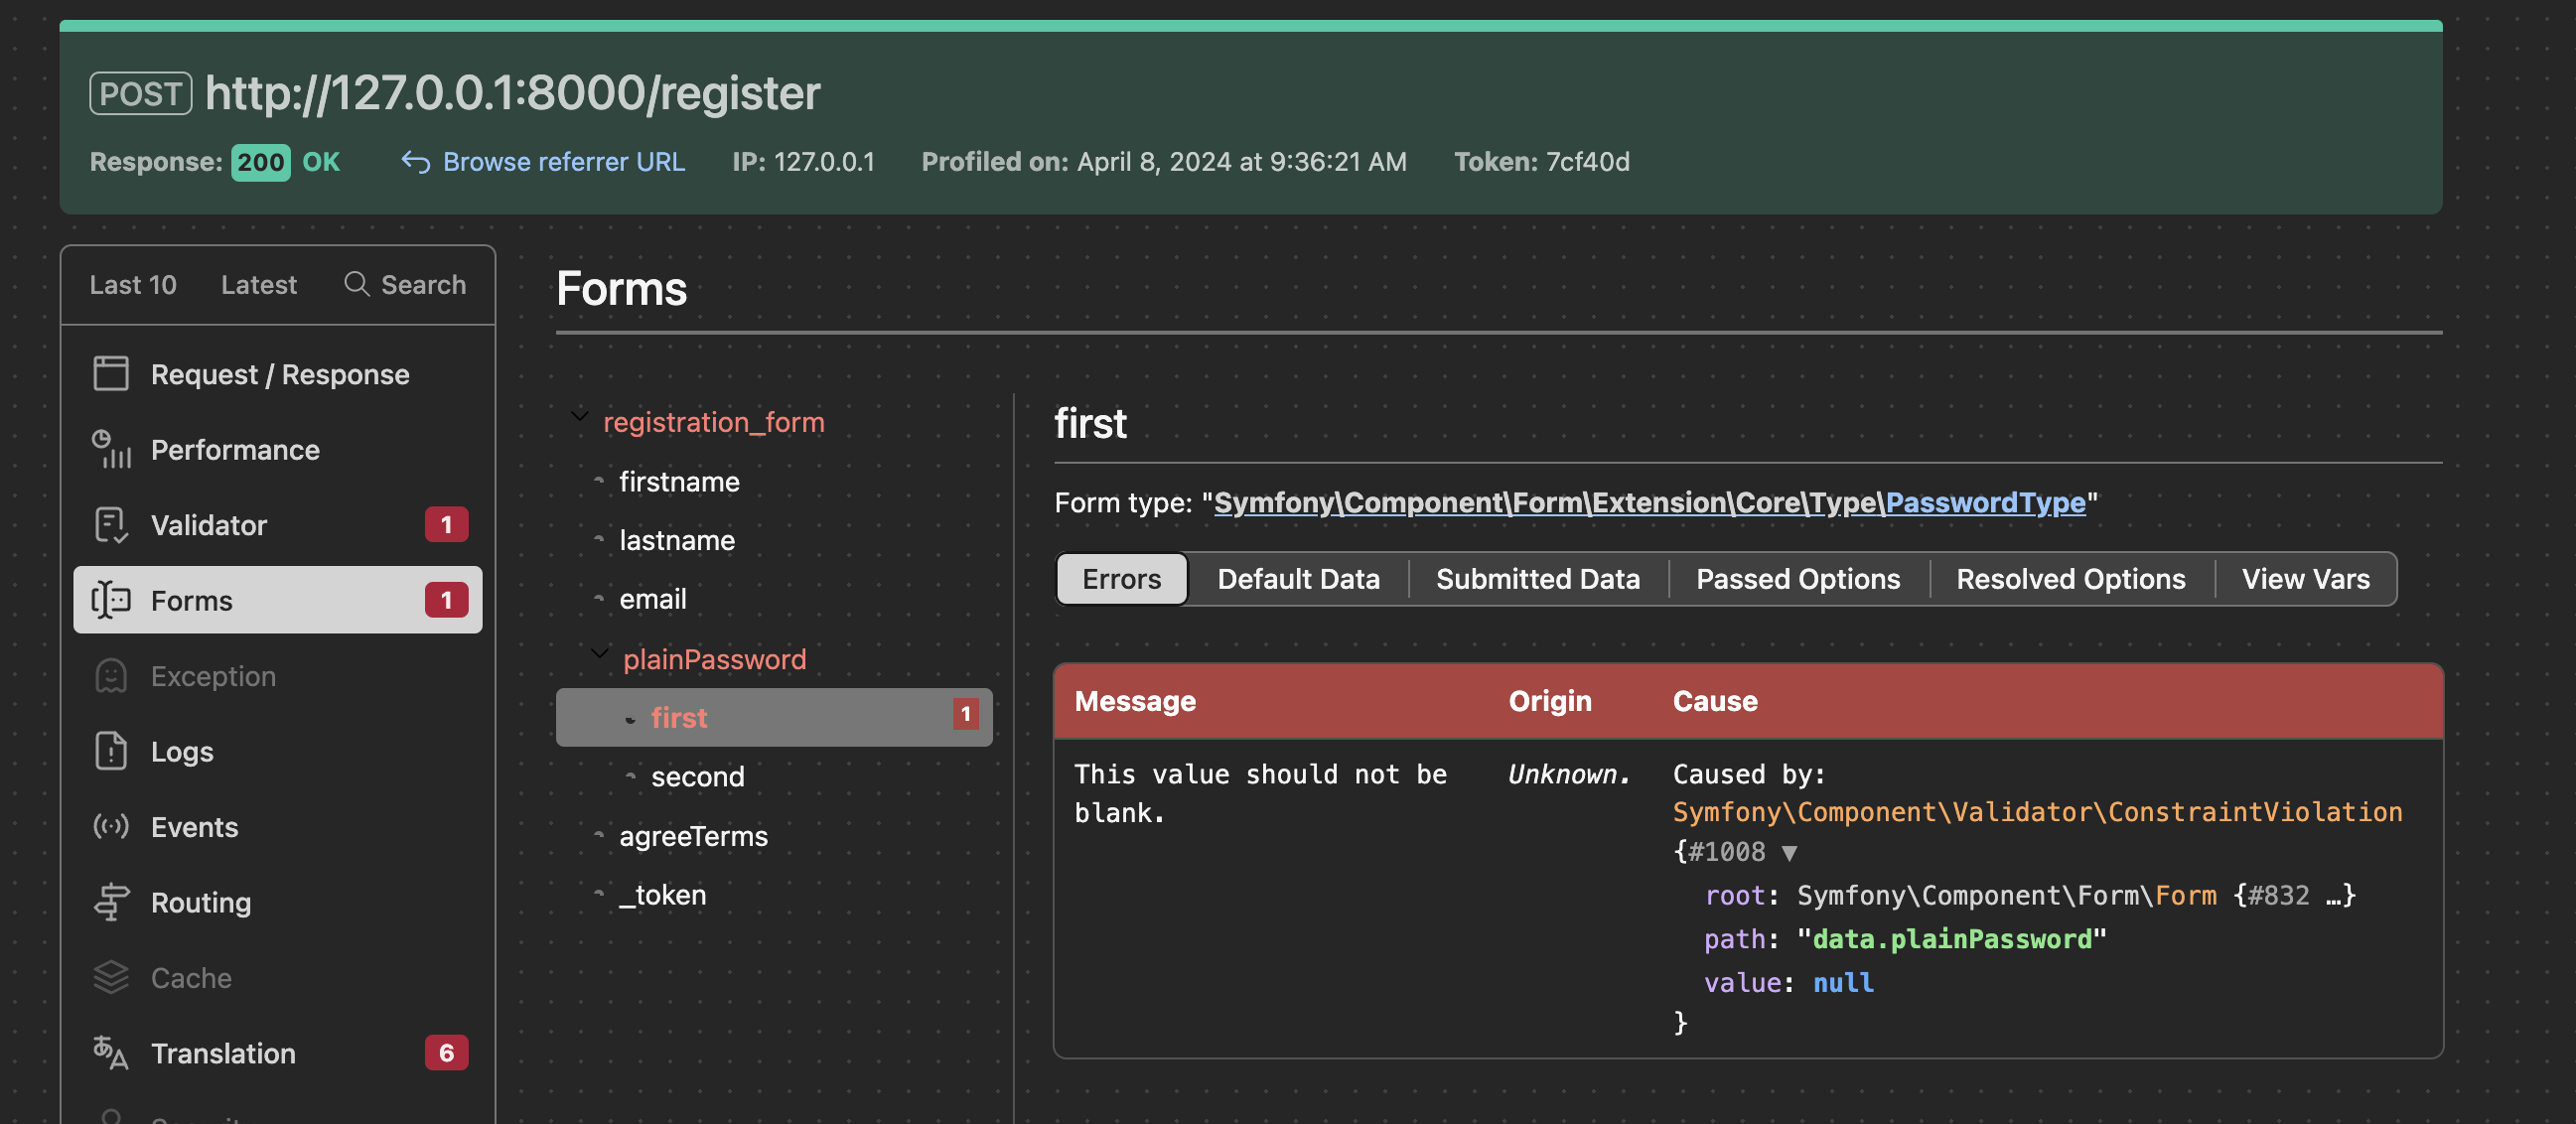 POST http://127.0.0.1:8000/register
Response: 200 OK Browse referrer URL IP: 127.0.0.1 Profiled on: April 8, 2024 at 9:36:21 AM Token: 7cf40d
Last 10 Latest Search
Request / Response
Performance
Validator 1
Forms 1
Exception
Logs
Events
Routing
Cache
Translation 6
Forms
registration_form
firstname
lastname
email
plainPassword
first 1
second
agreeTerms
_token
first
Form type: "Symfony\Component\Form\Extension\Core\Type\PasswordType"
Errors Default Data Submitted Data Passed Options Resolved Options View Vars
Message Origin Cause
This value should not be
blank.
Unknown.
Caused by:
Symfony\Component\Validator\ConstraintViolation
{#1008 ▼
root: Symfony\Component\Form\Form {#832 …}
path: "data.plainPassword"
value: null
}